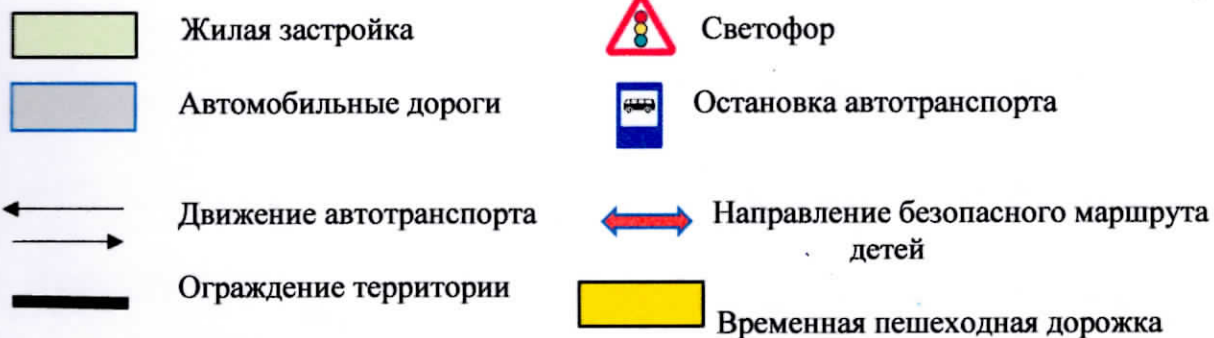 Жилая застройка
Светофор
Автомобильные дороги
Остановка автотранспорта
Движение автотранспорта
Направление безопасного маршрута
детей
Ограждение территории
Временная пешеходная дорожка